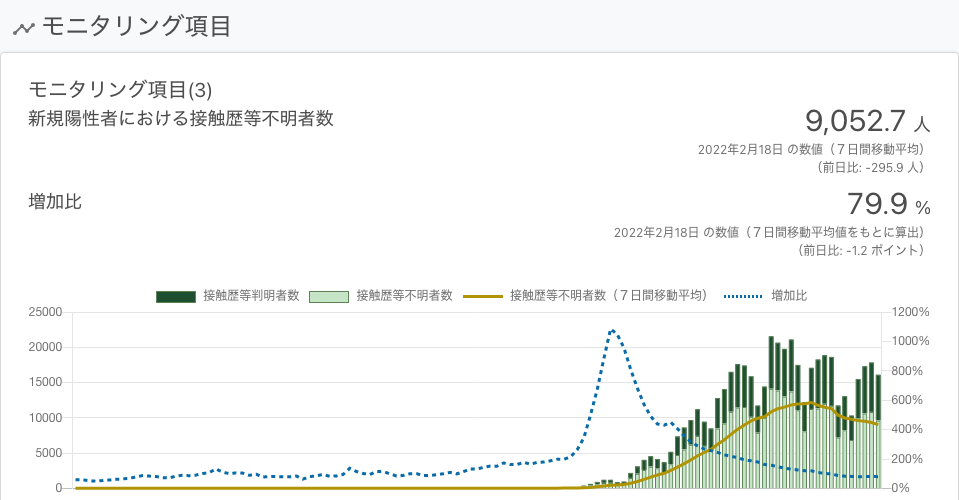 モニタリング項目
モニタリング項目(3)
新規陽性者における接触歴等不明者数
9,052.7 人
2022年2月18日 の数値（７日間移動平均）
（前日比: -295.9 人）
増加比
79.9 %
2022年2月18日 の数値（７日間移動平均値をもとに算出）
（前日比: -1.2 ポイント）
接触歴等判明者数 接触歴等不明者数 接触歴等不明者数（７日間移動平均） 増加比
25000 1200%
1000%
20000
800%
15000
600%
10000
400%
5000
200%
0 0%